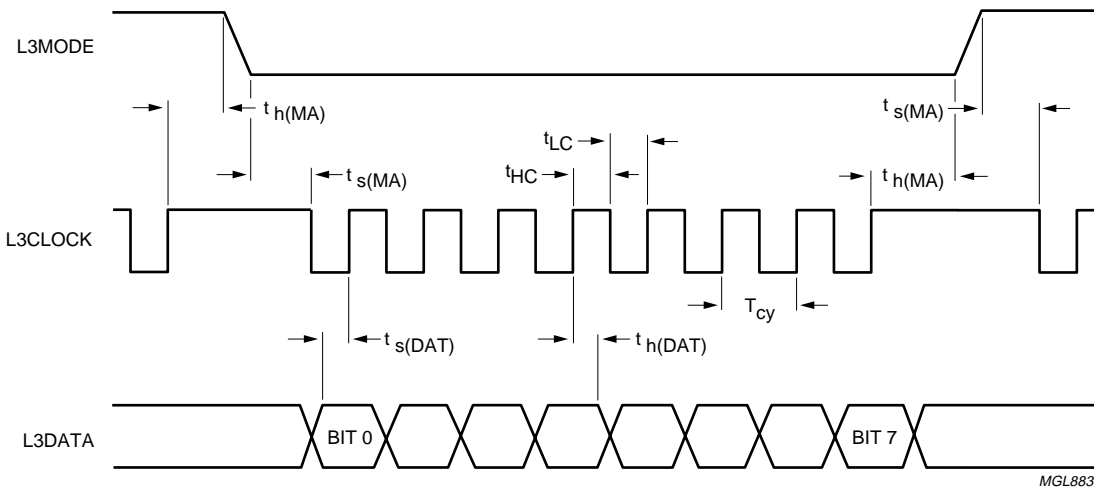 L3MODE
t h(MA)
t s(MA)
tLC
tHC
t s(MA)
t h(MA)
L3CLOCK
Tcy
t s(DAT)
t h(DAT)
L3DATA
BIT 0
BIT 7
MGL883